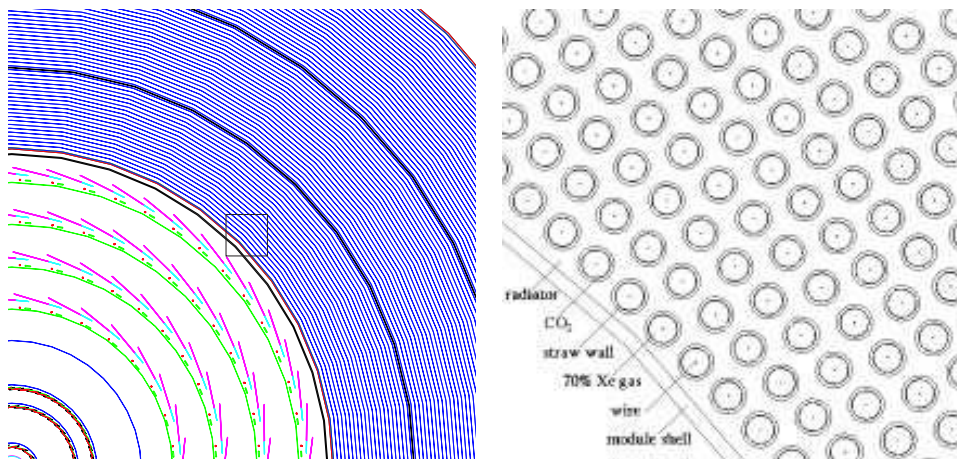 radiator
CO₂
straw wall
70% Xe gas
wire
module shell